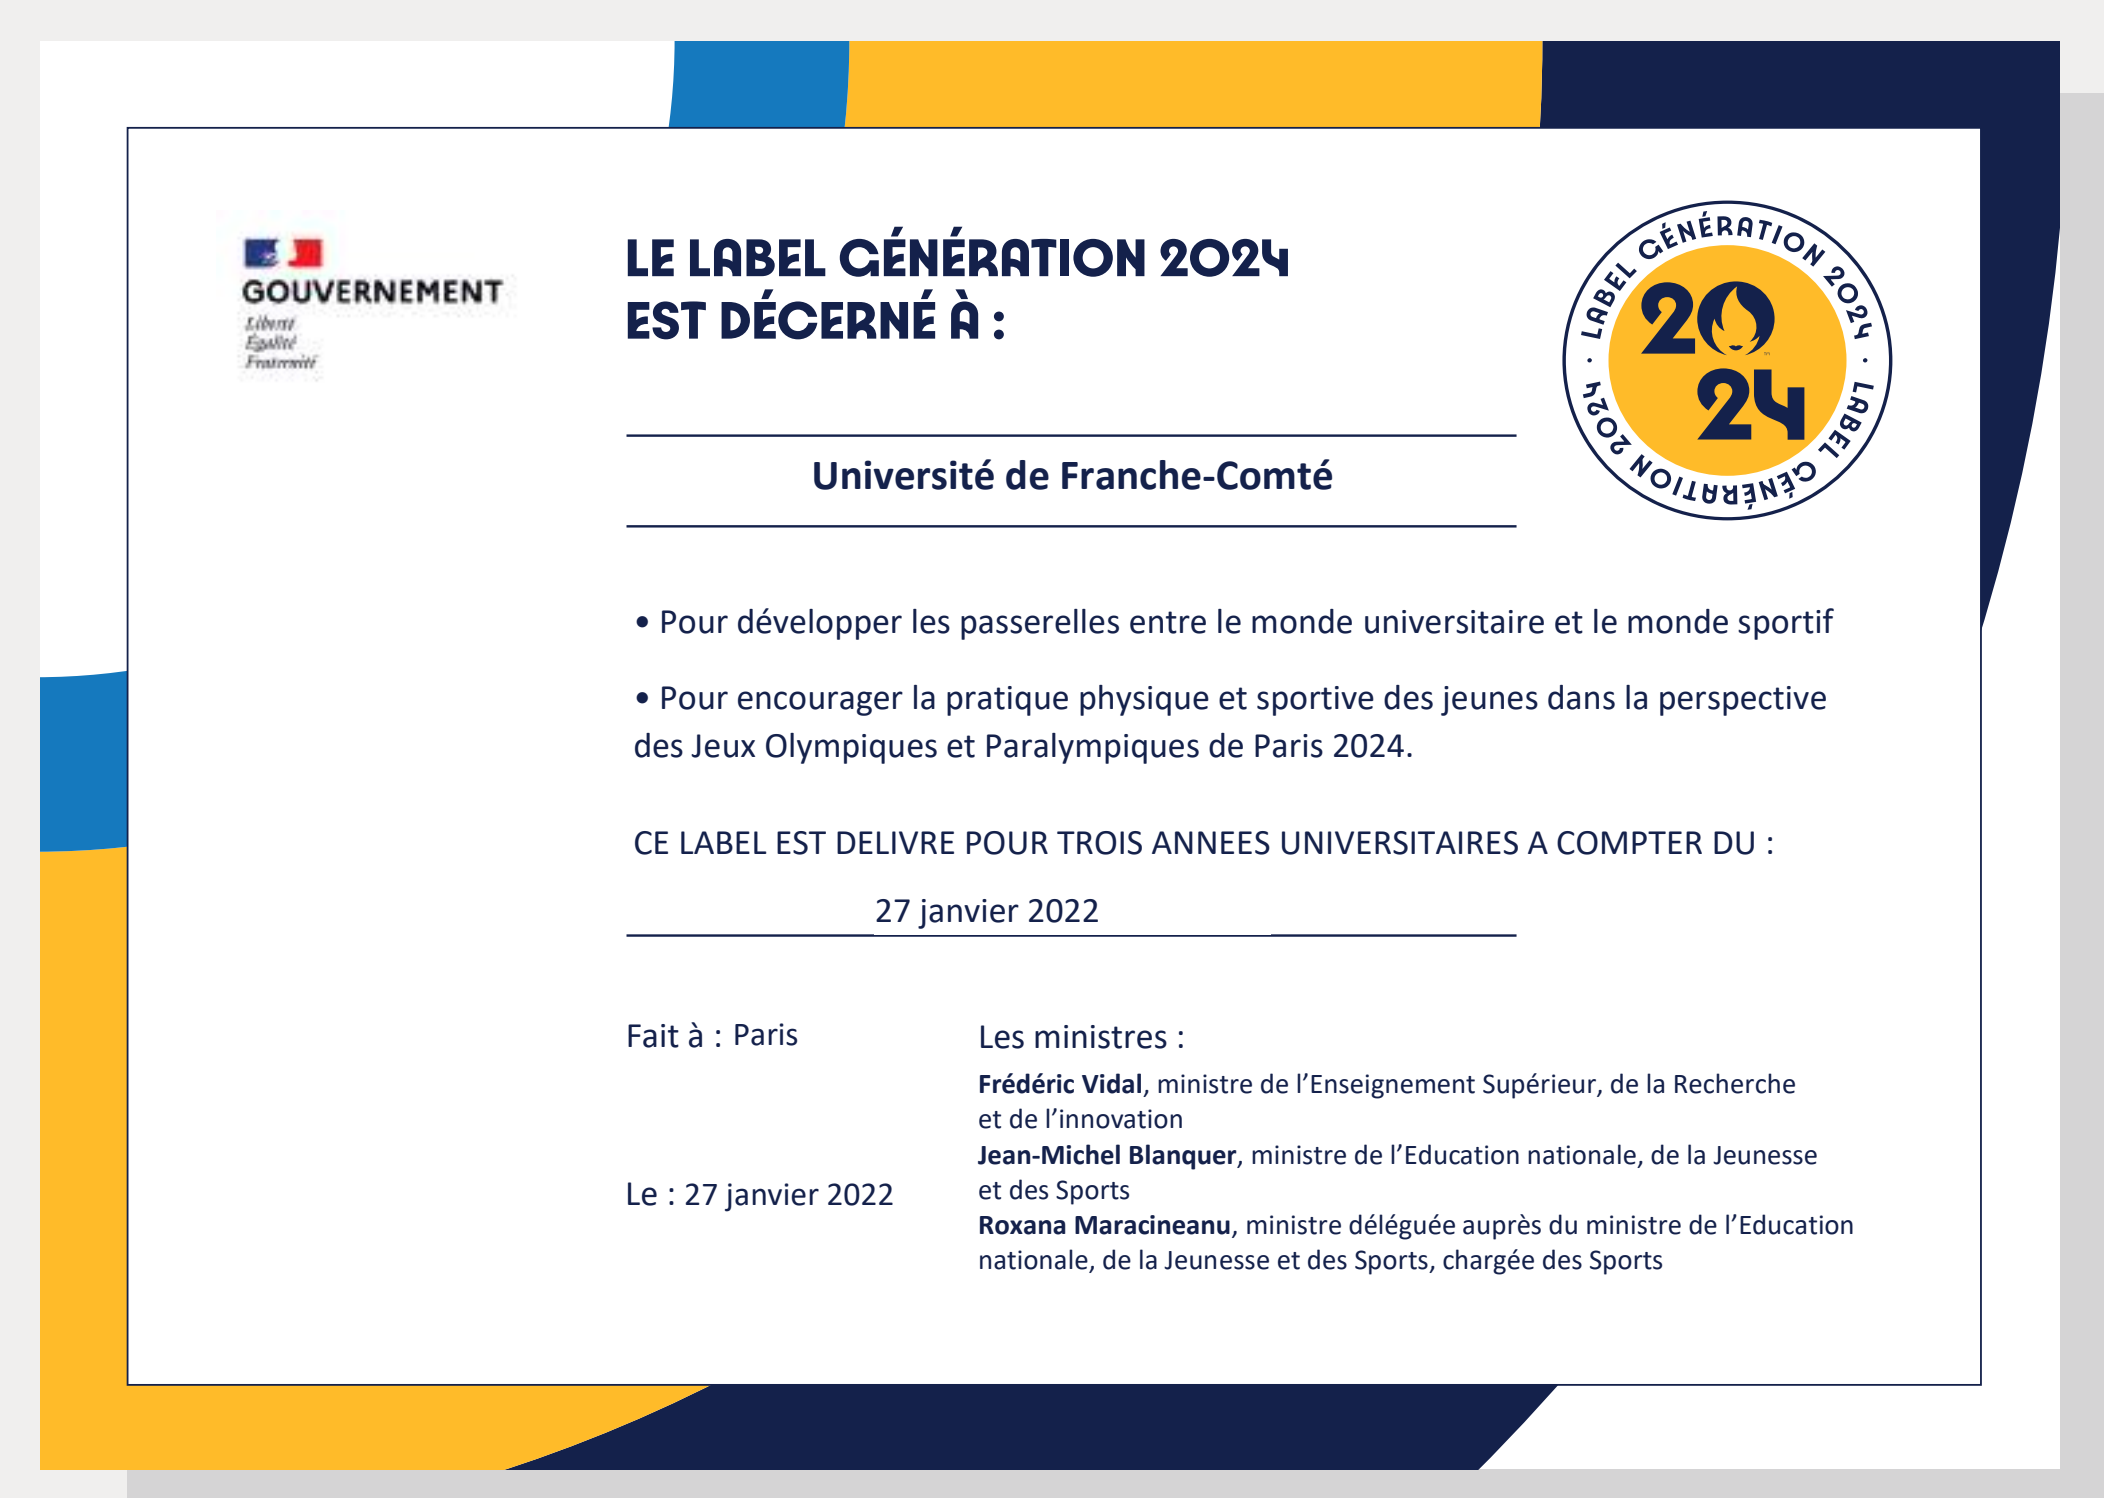 GOUVERNEMENT
Liberté
Égalité
Fraternité
LE LABEL GÉNÉRATION 2024
EST DÉCERNÉ À :
LABEL GÉNÉRATION 2024 · LABEL GÉNÉRATION 2024 ·
20
24
Université de Franche-Comté
• Pour développer les passerelles entre le monde universitaire et le monde sportif
• Pour encourager la pratique physique et sportive des jeunes dans la perspective
des Jeux Olympiques et Paralympiques de Paris 2024.
CE LABEL EST DELIVRE POUR TROIS ANNEES UNIVERSITAIRES A COMPTER DU :
27 janvier 2022
Fait à : Paris
Le : 27 janvier 2022
Les ministres :
Frédéric Vidal, ministre de l’Enseignement Supérieur, de la Recherche
et de l’innovation
Jean-Michel Blanquer, ministre de l’Education nationale, de la Jeunesse
et des Sports
Roxana Maracineanu, ministre déléguée auprès du ministre de l’Education
nationale, de la Jeunesse et des Sports, chargée des Sports